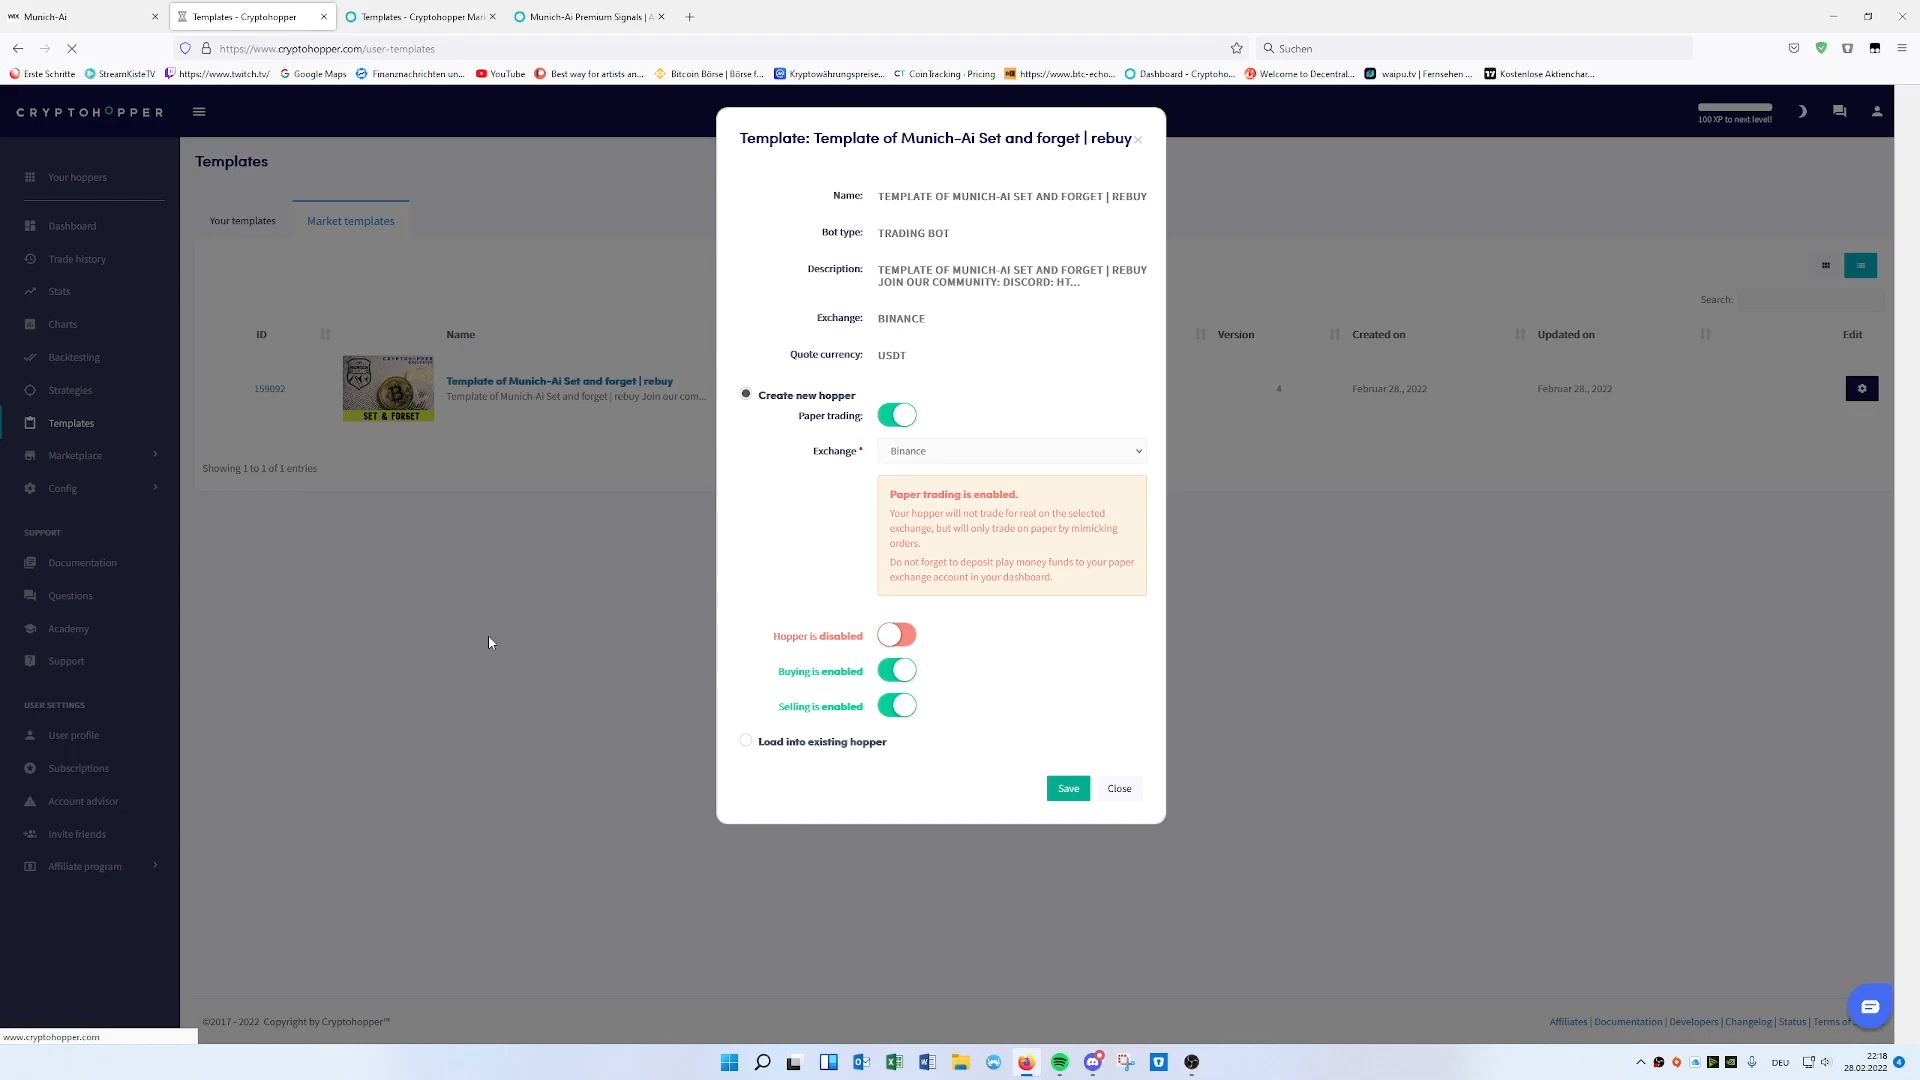 WIX Munich-Ai
Templates - Cryptohopper
Templates - Cryptohopper Mark
Munich-Ai Premium Signals | A
https://www.cryptohopper.com/user-templates
Suchen
Erste Schritte
StreamKisteTV
https://www.twitch.tv/
Google Maps
Finanznachrichten un...
YouTube
Best way for artists an...
Bitcoin Börse | Börse f...
Kryptowährungspreise...
CoinTracking · Pricing
https://www.btc-echo...
Dashboard - Cryptoho...
Welcome to Decentral...
waipu.tv | Fernsehen ...
Kostenlose Aktienchar...
CRYPTOHOPPER
100 XP to next level!
Your hoppers
Dashboard
Trade history
Stats
Charts
Backtesting
Strategies
Templates
Marketplace
Config
SUPPORT
Documentation
Questions
Academy
Support
USER SETTINGS
User profile
Subscriptions
Account advisor
Invite friends
Affiliate program
Templates
Your templates
Market templates
Search:
ID
Name
Version
Created on
Updated on
Edit
159092
SET & FORGET
Template of Munich-Ai Set and forget | rebuy
Template of Munich-Ai Set and forget | rebuy Join our com...
4
Februar 28., 2022
Februar 28., 2022
Showing 1 to 1 of 1 entries
Template: Template of Munich-Ai Set and forget | rebuy
Name: TEMPLATE OF MUNICH-AI SET AND FORGET | REBUY
Bot type: TRADING BOT
Description: TEMPLATE OF MUNICH-AI SET AND FORGET | REBUY
JOIN OUR COMMUNITY: DISCORD: HT...
Exchange: BINANCE
Quote currency: USDT
Create new hopper
Paper trading:
Exchange * Binance
Paper trading is enabled.
Your hopper will not trade for real on the selected
exchange, but will only trade on paper by mimicking
orders.
Do not forget to deposit play money funds to your paper
exchange account in your dashboard.
Hopper is disabled
Buying is enabled
Selling is enabled
Load into existing hopper
Save
Close
©2017 - 2022 Copyright by Cryptohopper™
Affiliates | Documentation | Developers | Changelog | Status | Terms of
www.cryptohopper.com
DEU
22:18
28.02.2022
4